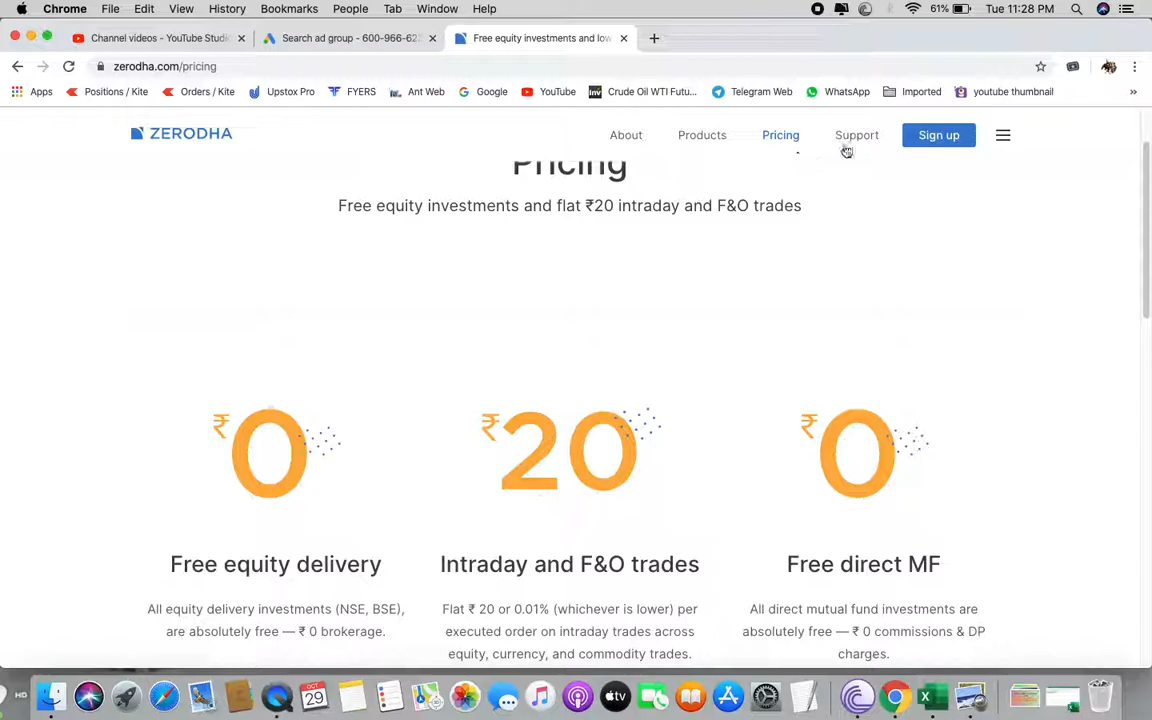 Chrome File Edit View History Bookmarks People Tab Window Help 61% Tue 11:28 PM
Channel videos - YouTube Studi Search ad group - 600-966-62 Free equity investments and low
zerodha.com/pricing
Apps Positions / Kite Orders / Kite Upstox Pro FYERS Ant Web Google YouTube Crude Oil WTI Futu... Telegram Web WhatsApp Imported youtube thumbnail »
ZERODHA About Products Pricing Support Sign up
Pricing
Free equity investments and flat ₹20 intraday and F&O trades
₹0 ₹20 ₹0
Free equity delivery Intraday and F&O trades Free direct MF
All equity delivery investments (NSE, BSE), Flat ₹ 20 or 0.01% (whichever is lower) per All direct mutual fund investments are
are absolutely free — ₹ 0 brokerage. executed order on intraday trades across absolutely free — ₹ 0 commissions & DP
equity, currency, and commodity trades. charges.
HD OCT 29 tv